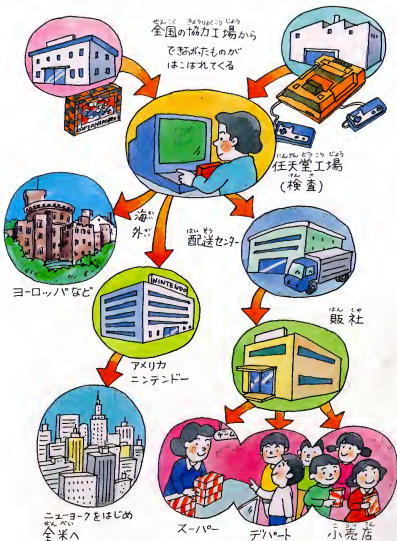 全国の協力工場から
できあがったものが
はこばれてくる
任天堂工場
(検査)
海外
配送センター
ヨーロッパなど
NINTENDO
販社
アメリカ
ニンテンドー
ゲーム
ニューヨークをはじめ
全米へ
スーパー
デパート
小売店